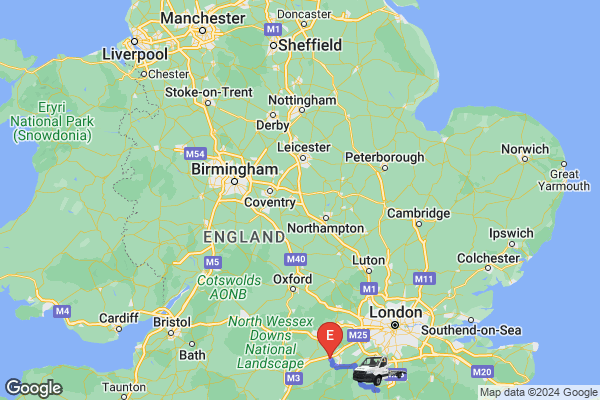 Doncaster
Manchester
M1
Liverpool
Sheffield
Chester
Eryri
National Park
(Snowdonia)
Stoke-on-Trent
Nottingham
Derby
Leicester
M54
Peterborough
Norwich
Birmingham
Great
Yarmouth
Coventry
Cambridge
Northampton
ENGLAND
Ipswich
M40
M5
Luton
Colchester
Cotswolds
AONB
Oxford
M1
M11
M4
Cardiff
London
Bristol
North Wessex
Downs
National
Landscape
M25
Southend-on-Sea
E
Bath
M3
M20
Taunton
Google
Map data ©2024 Google